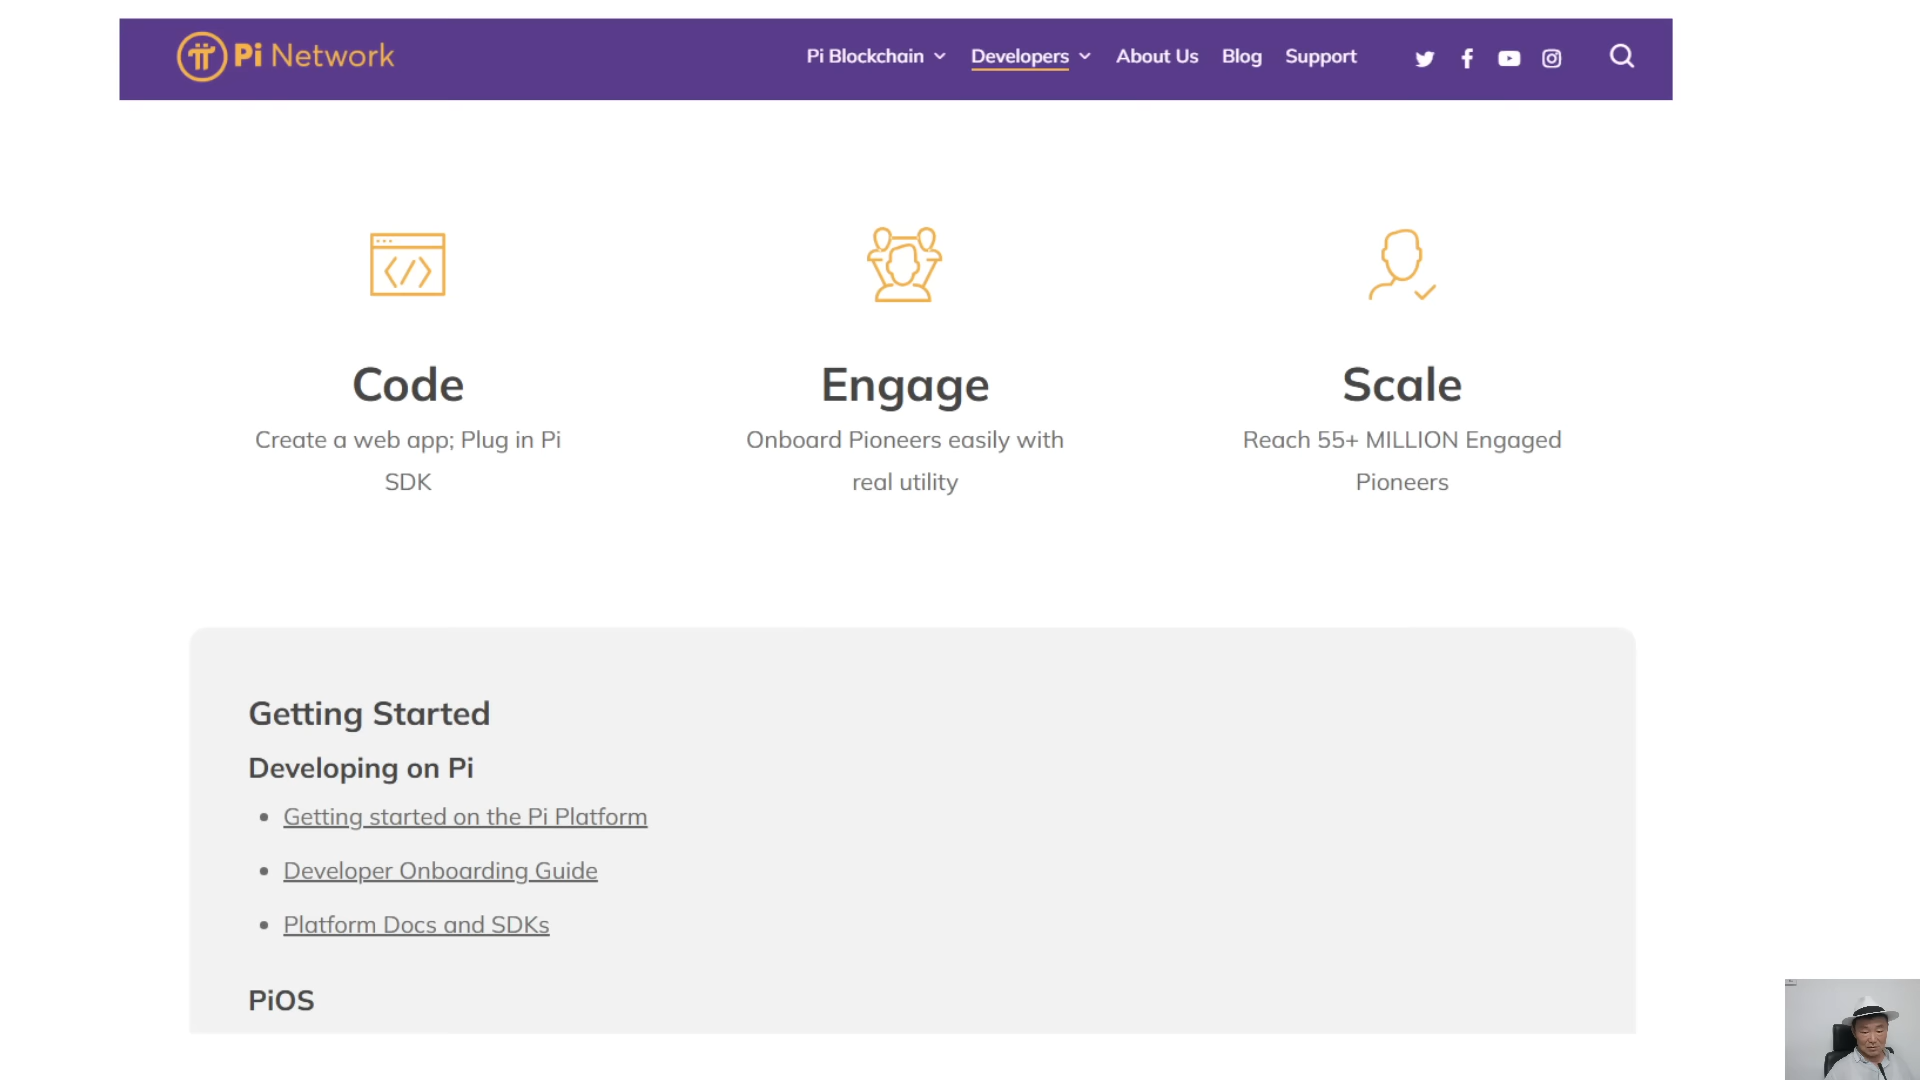 Pi Network
Pi Blockchain
Developers
About Us
Blog
Support
Code
Create a web app; Plug in Pi
SDK
Engage
Onboard Pioneers easily with
real utility
Scale
Reach 55+ MILLION Engaged
Pioneers
Getting Started
Developing on Pi
Getting started on the Pi Platform
Developer Onboarding Guide
Platform Docs and SDKs
PiOS